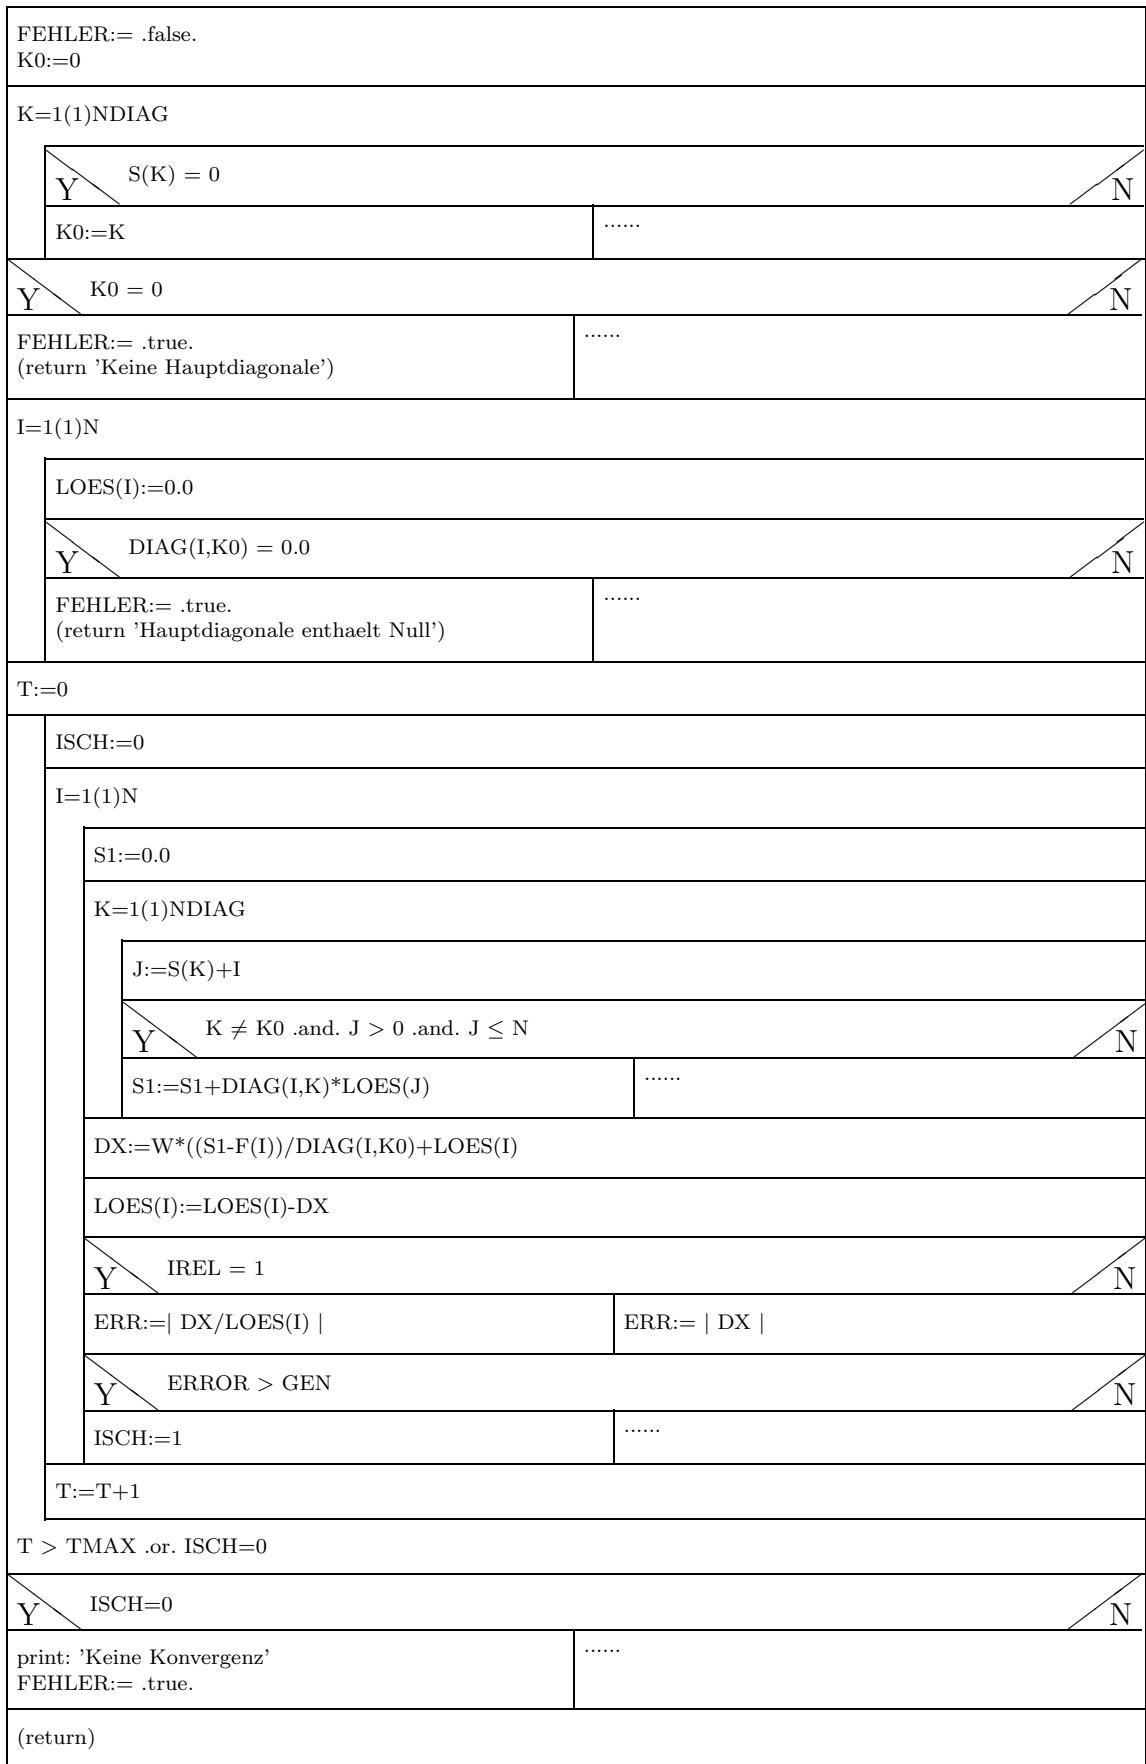 FEHLER:= .false.
K0:=0
K=1(1)NDIAG
Y S(K) = 0 N
K0:=K ......
Y K0 = 0 N
FEHLER:= .true. ......
(return 'Keine Hauptdiagonale')
I=1(1)N
LOES(I):=0.0
Y DIAG(I,K0) = 0.0 N
FEHLER:= .true. ......
(return 'Hauptdiagonale enthaelt Null')
T:=0
ISCH:=0
I=1(1)N
S1:=0.0
K=1(1)NDIAG
J:=S(K)+I
Y K ≠ K0 .and. J > 0 .and. J ≤ N N
S1:=S1+DIAG(I,K)*LOES(J) ......
DX:=W*((S1-F(I))/DIAG(I,K0)+LOES(I)
LOES(I):=LOES(I)-DX
Y IREL = 1 N
ERR:=| DX/LOES(I) | ERR:= | DX |
Y ERROR > GEN N
ISCH:=1 ......
T:=T+1
T > TMAX .or. ISCH=0
Y ISCH=0 N
print: 'Keine Konvergenz' ......
FEHLER:= .true.
(return)